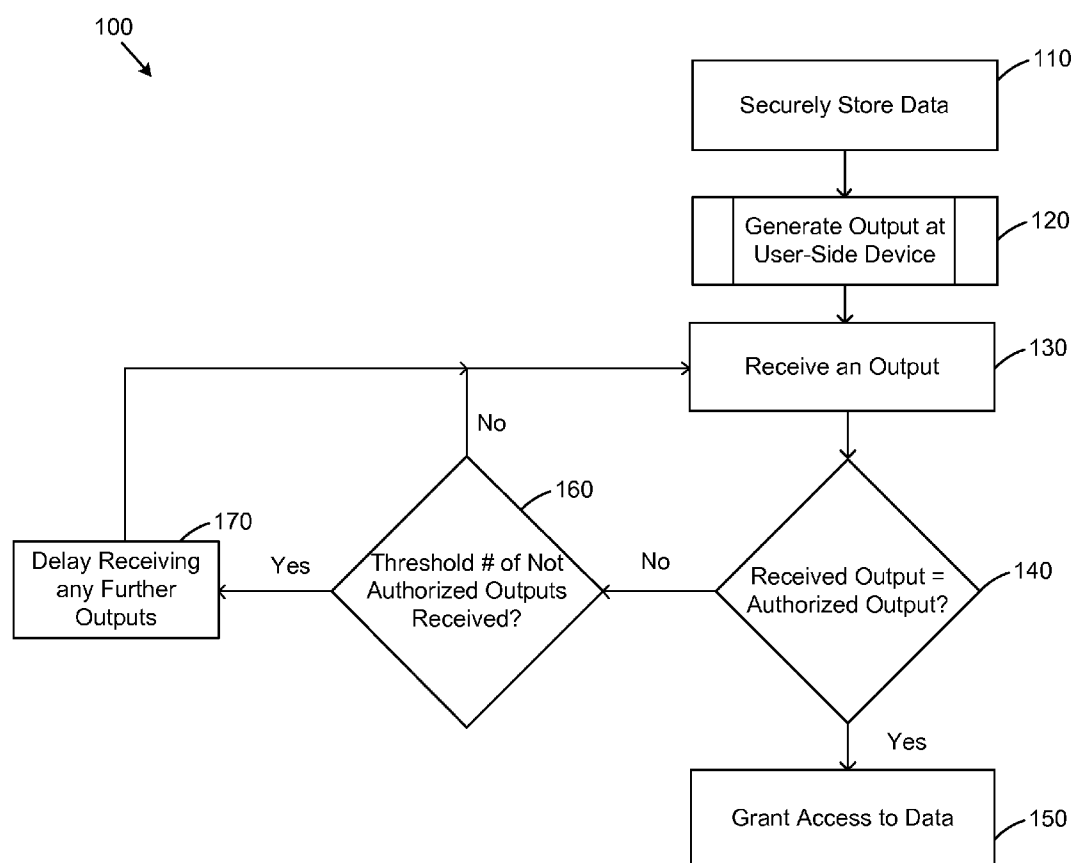 100
110
Securely Store Data
120
Generate Output at
User-Side Device
130
Receive an Output
No
160
170
Delay Receiving
any Further
Outputs
Yes
Threshold # of Not
Authorized Outputs
Received?
No
140
Received Output =
Authorized Output?
Yes
Grant Access to Data
150